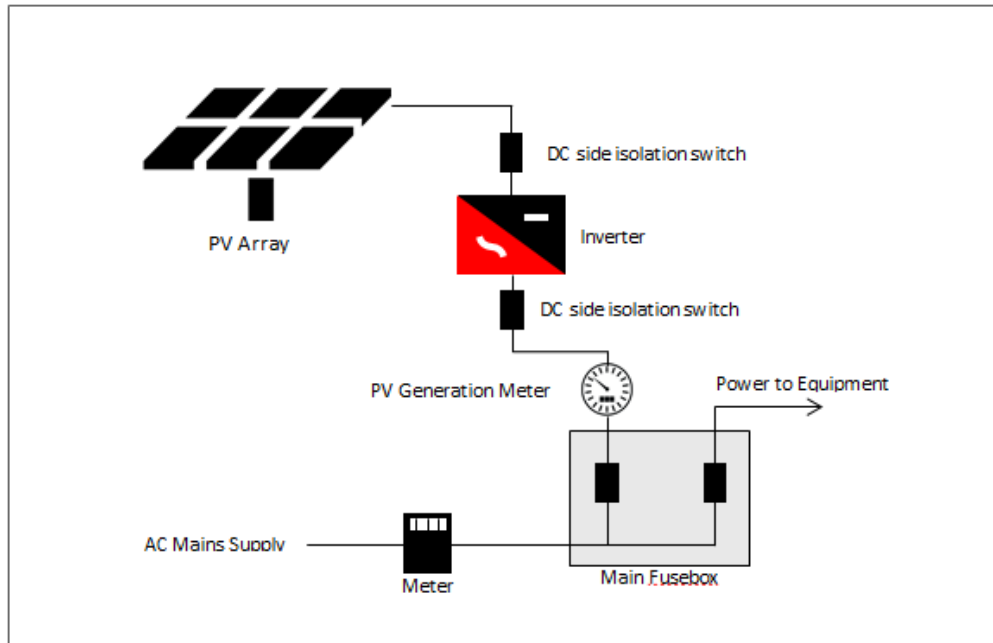 DC side isolation switch
PV Array
Inverter
DC side isolation switch
PV Generation Meter
Power to Equipment
AC Mains Supply
Meter
Main Fusebox